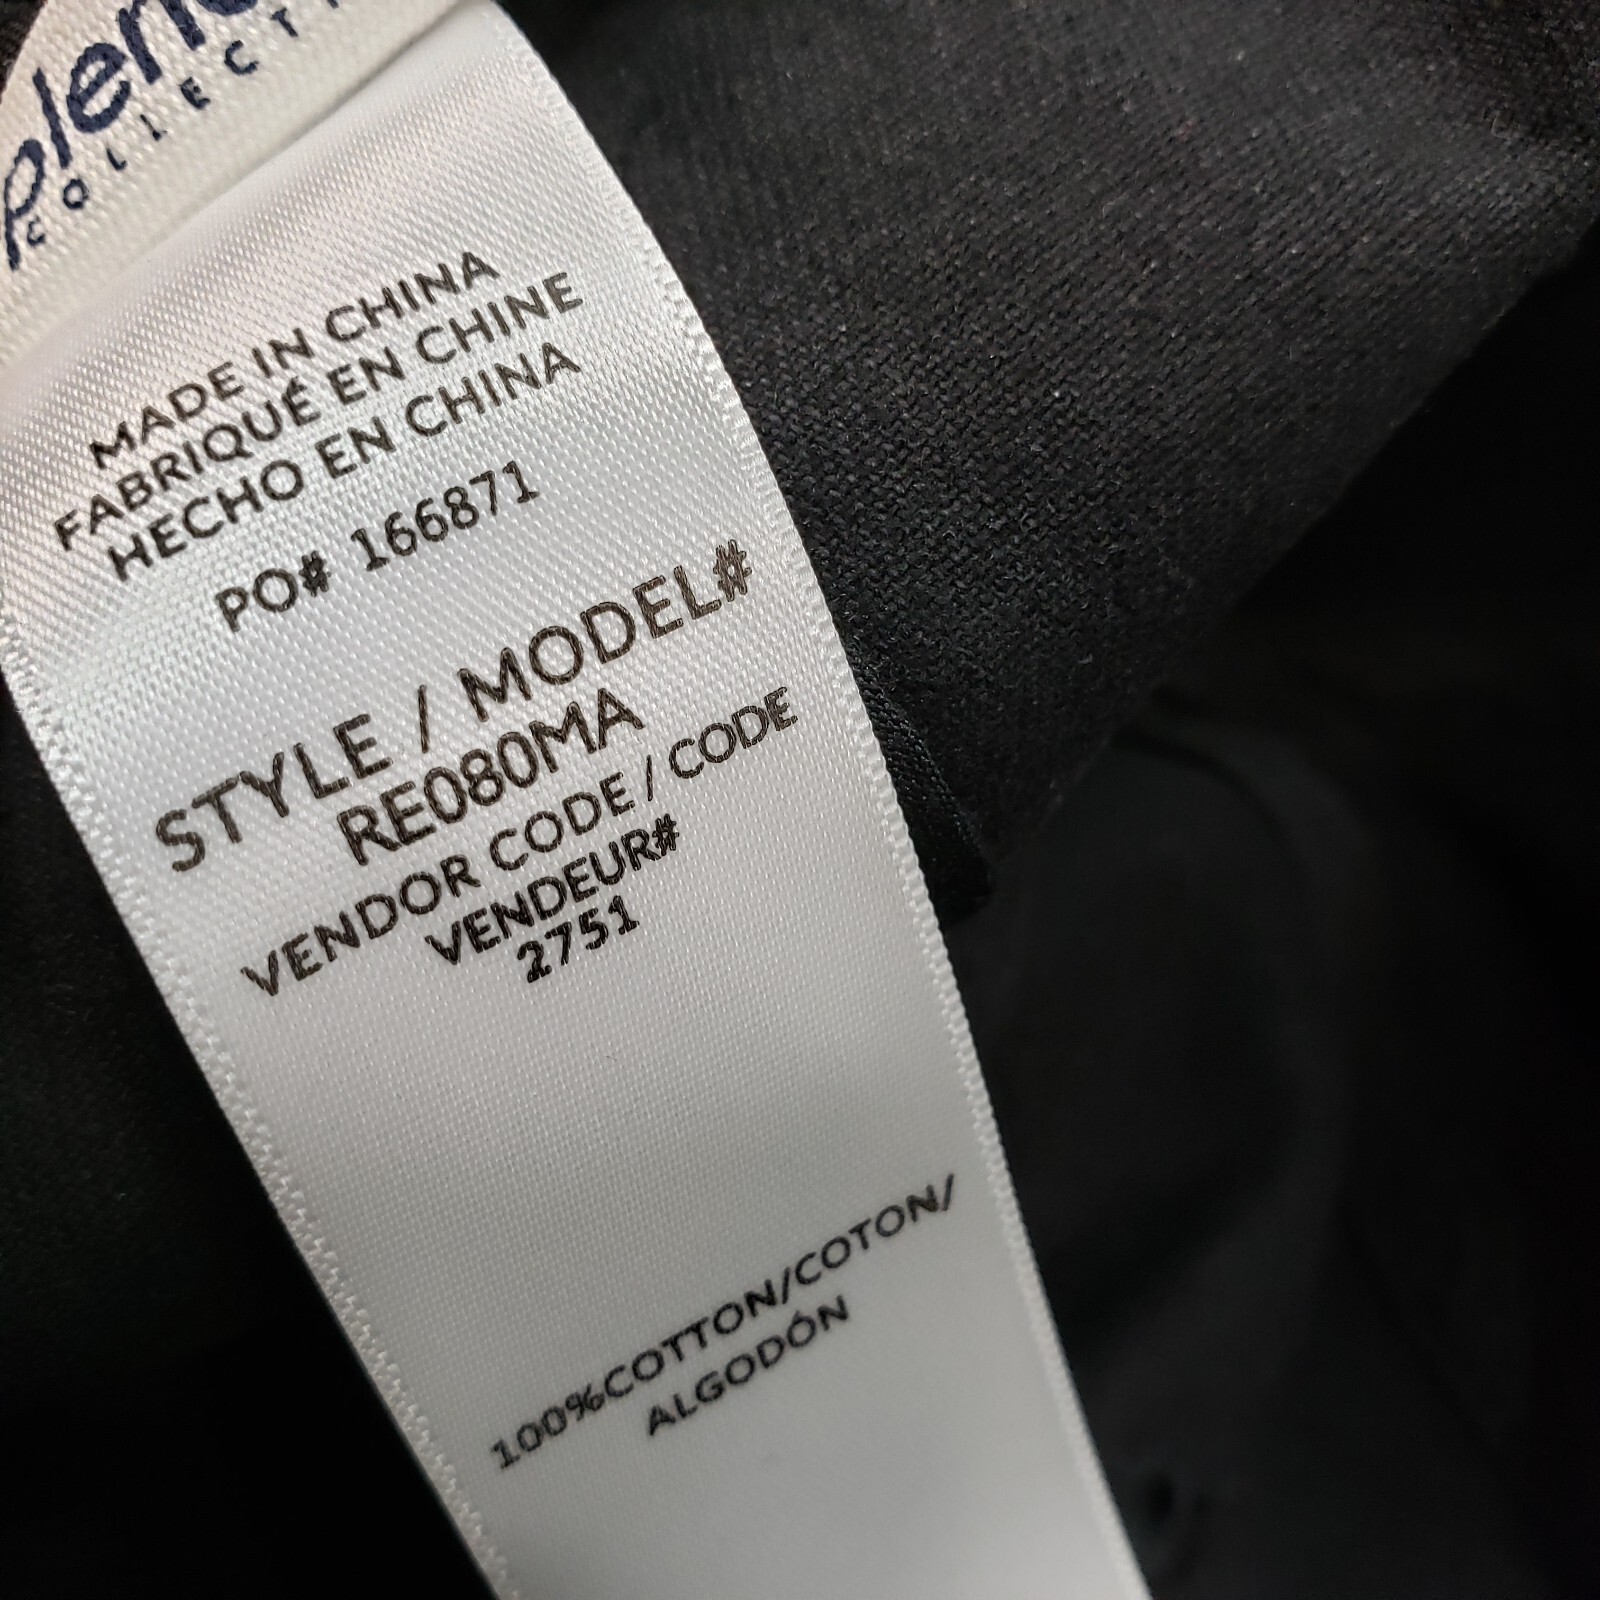 MADE IN CHINA
FABRIQUÉ EN CHINE
HECHO EN CHINA
PO# 166871
STYLE / MODEL#
RE080MA
VENDOR CODE / CODE
VENDEUR#
2751
100%COTTON/COTON/
ALGODÓN